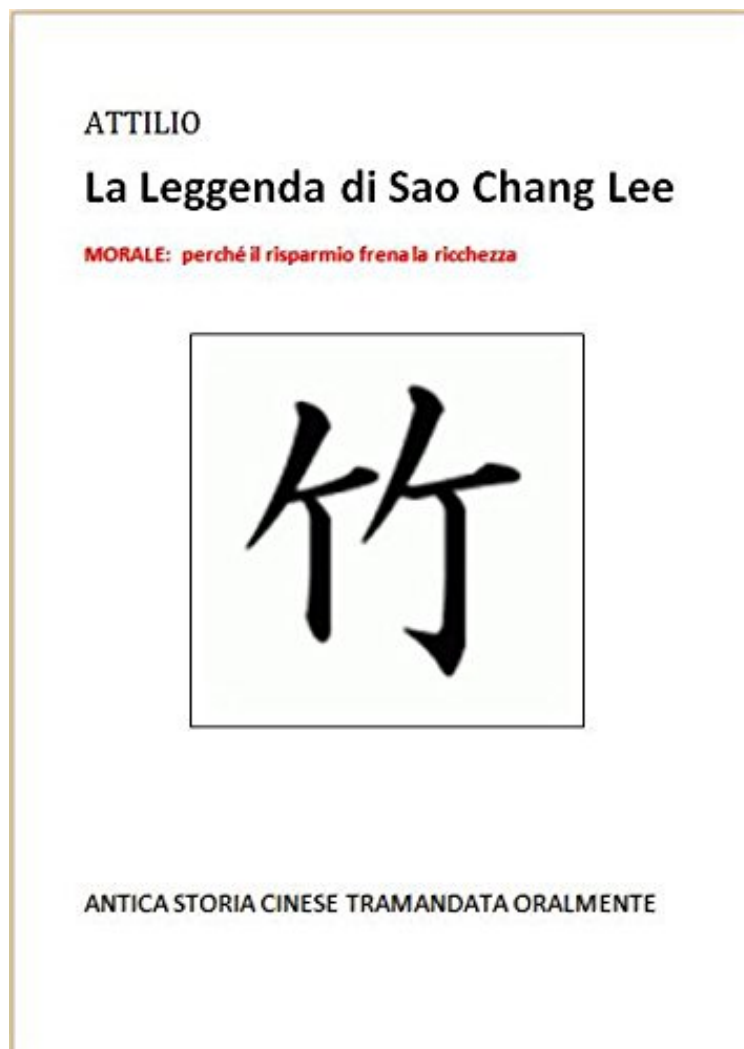 ATTILIO
La Leggenda di Sao Chang Lee
MORALE: perché il risparmio frena la ricchezza
竹
ANTICA STORIA CINESE TRAMANDATA ORALMENTE